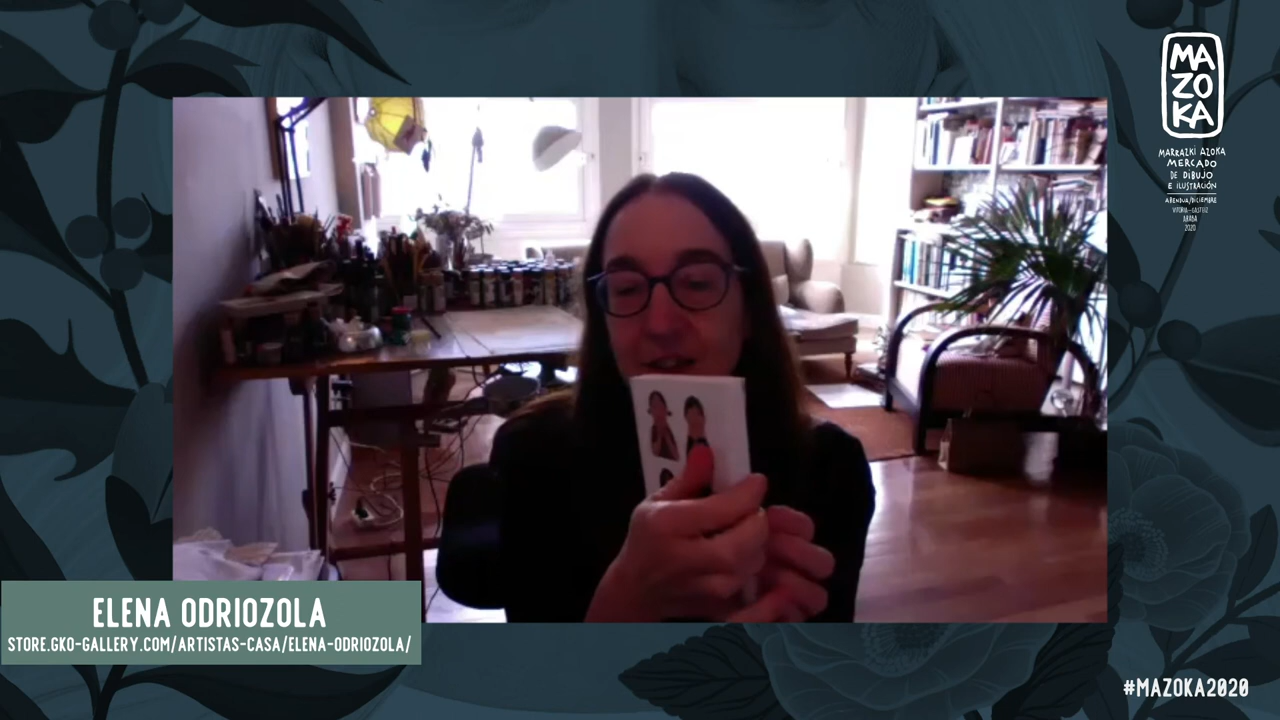 MA
ZO
KA
MARRAZKI AZOKA
MERCADO
DE DIBUJO
E ILUSTRACIÓN
ABENDUA/DICIEMBRE
VITORIA-GASTEIZ
ARABA
2020
ELENA ODRIOZOLA
STORE.GKO-GALLERY.COM/ARTISTAS-CASA/ELENA-ODRIOZOLA/
#MAZOKA2020